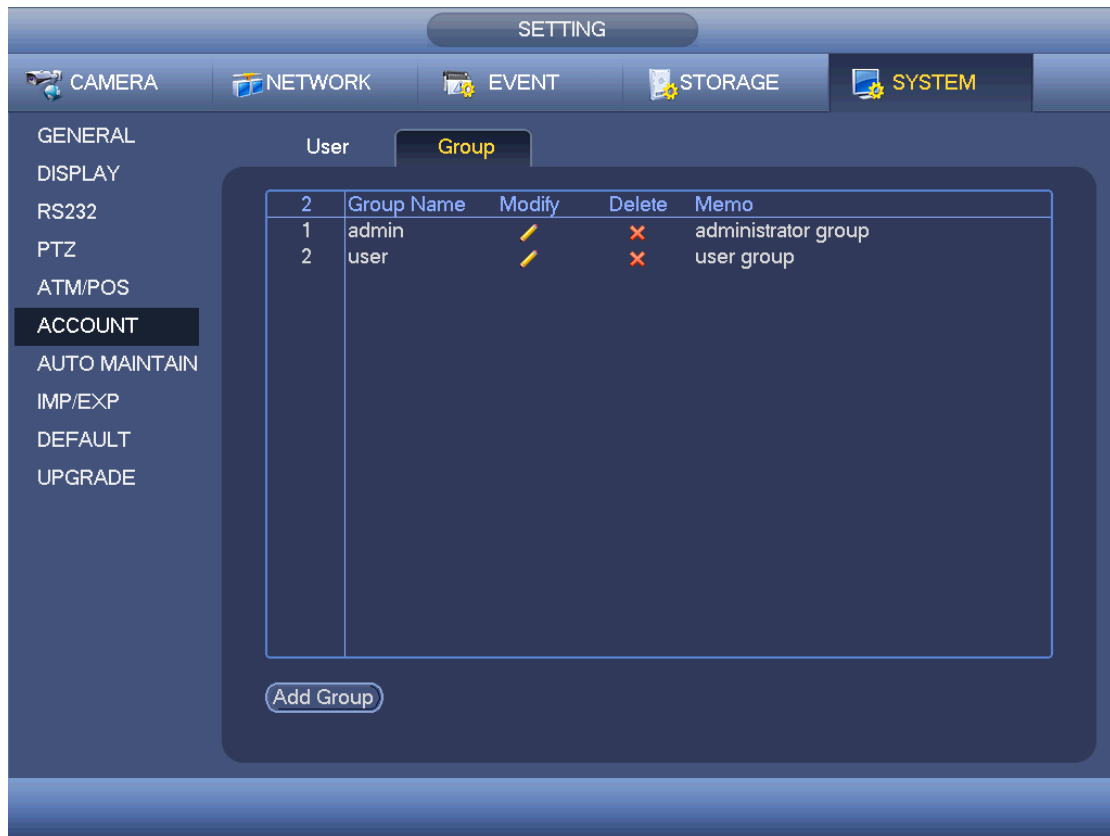 SETTING
CAMERA NETWORK EVENT STORAGE SYSTEM
GENERAL
DISPLAY
RS232
PTZ
ATM/POS
ACCOUNT
AUTO MAINTAIN
IMP/EXP
DEFAULT
UPGRADE
User Group
2 Group Name Modify Delete Memo
1 admin administrator group
2 user user group
Add Group